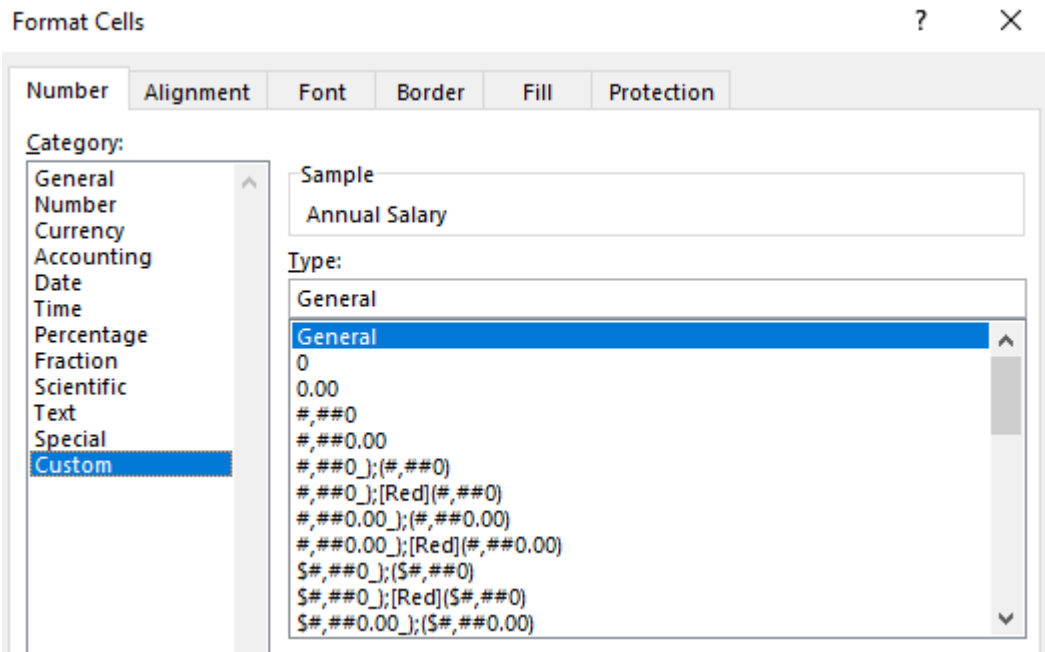 Format Cells ? ×
Number Alignment Font Border Fill Protection
Category:
General
Number
Currency
Accounting
Date
Time
Percentage
Fraction
Scientific
Text
Special
Custom
Sample
Annual Salary
Type:
General
General
0
0.00
#,##0
#,##0.00
#,##0_);(#,##0)
#,##0_);[Red](#,##0)
#,##0.00_);(#,##0.00)
#,##0.00_);[Red](#,##0.00)
$#,##0_);($#,##0)
$#,##0_);[Red]($#,##0)
$#,##0.00_);($#,##0.00)